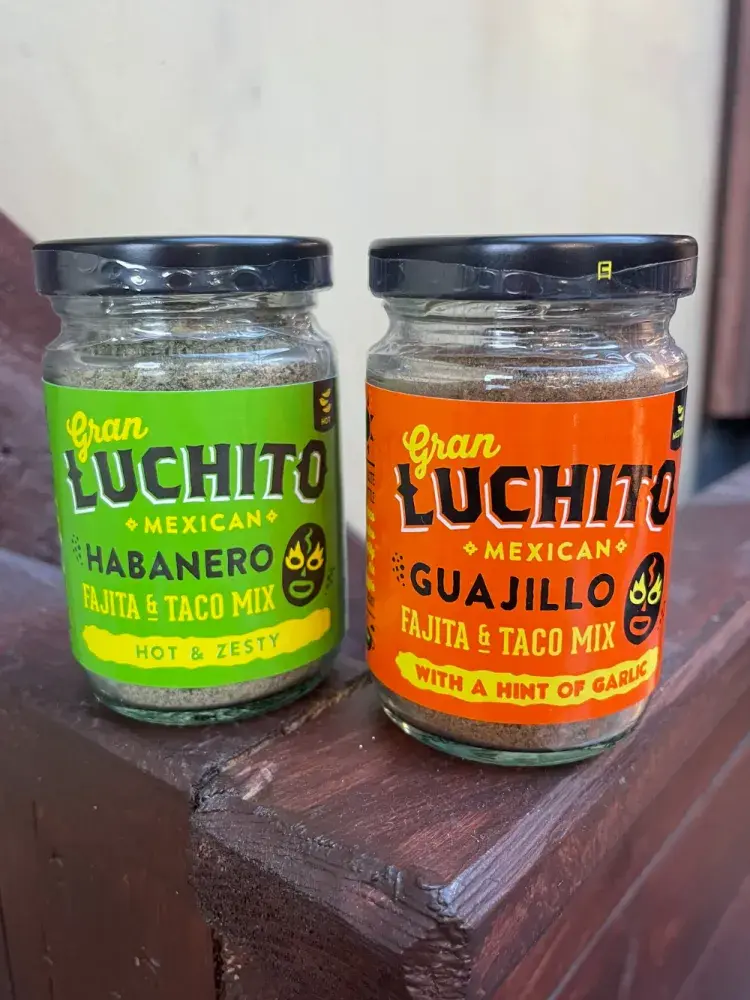 HOT
Gran
LUCHITO
MEXICAN
HABANERO
FAJITA & TACO MIX
HOT & ZESTY
Gran
LUCHITO
MEXICAN
GUAJILLO
FAJITA & TACO MIX
WITH A HINT OF GARLIC